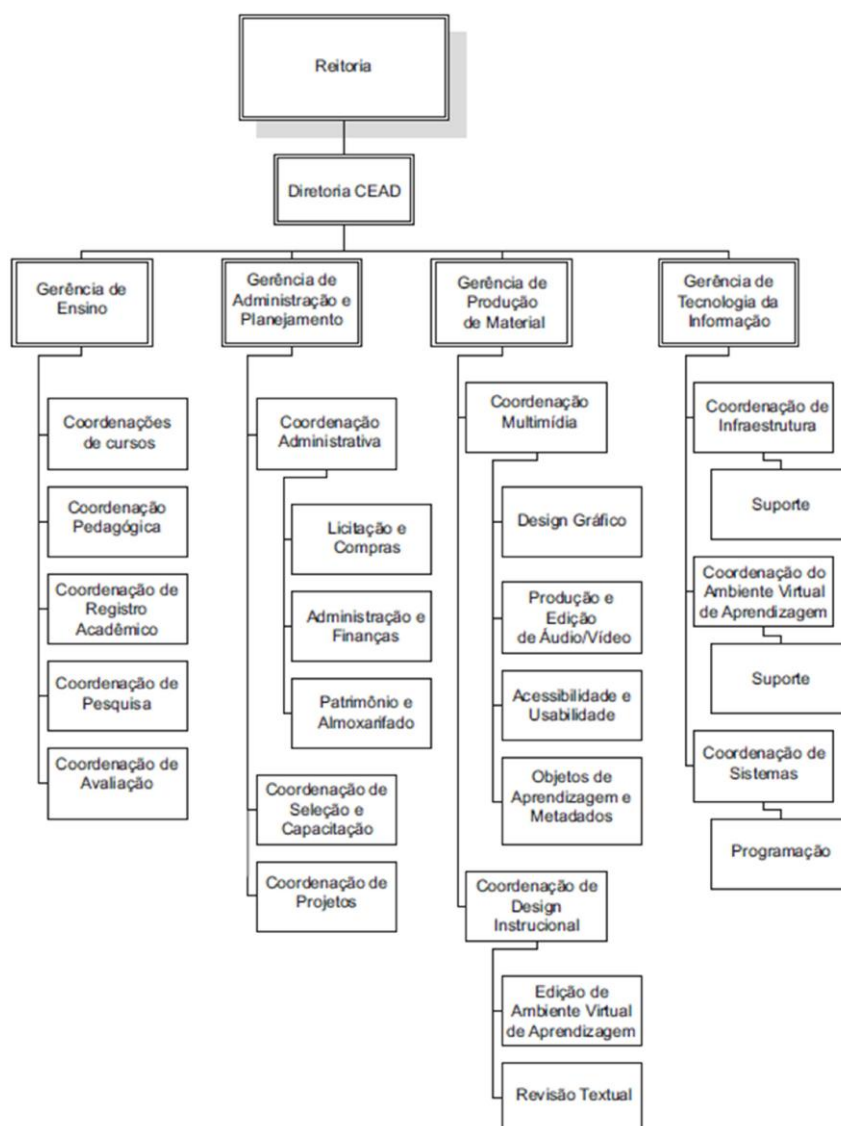 Reitoria
Diretoria CEAD
Gerência de
Ensino
Coordenações
de cursos
Coordenação
Pedagógica
Coordenação de
Registro
Acadêmico
Coordenação de
Pesquisa
Coordenação de
Avaliação
Gerência de
Administração e
Planejamento
Coordenação
Administrativa
Licitação e
Compras
Administração e
Finanças
Patrimônio e
Almoxarifado
Coordenação de
Seleção e
Capacitação
Coordenação de
Projetos
Gerência de
Produção
de Material
Coordenação
Multimídia
Design Gráfico
Produção e
Edição
de Áudio/Vídeo
Acessibilidade e
Usabilidade
Objetos de
Aprendizagem e
Metadados
Coordenação de
Design
Instrucional
Edição de
Ambiente Virtual
de Aprendizagem
Revisão Textual
Gerência de
Tecnologia da
Informação
Coordenação de
Infraestrutura
Suporte
Coordenação do
Ambiente Virtual
de Aprendizagem
Suporte
Coordenação de
Sistemas
Programação